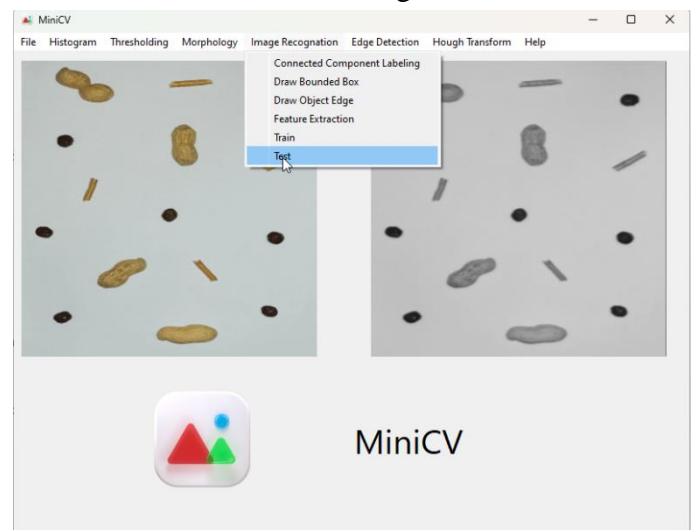 MiniCV
File Histogram Thresholding Morphology Image Recognation Edge Detection Hough Transform Help
Connected Component Labeling
Draw Bounded Box
Draw Object Edge
Feature Extraction
Train
Test
MiniCV